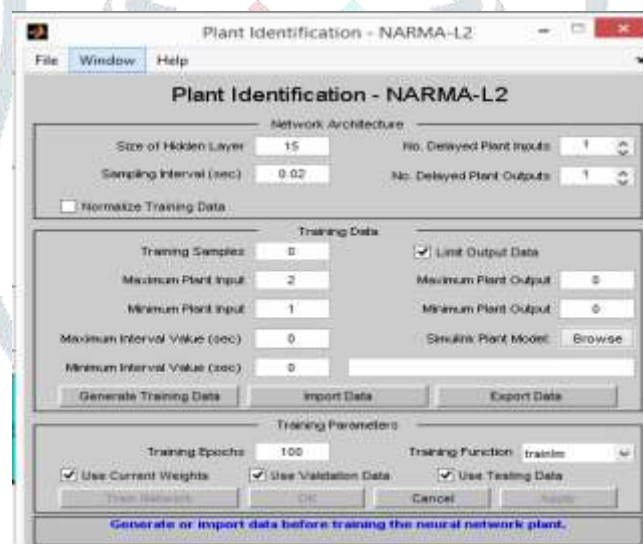 Plant Identification - NARMA-L2
File Window Help
Plant Identification - NARMA-L2
Network Architecture
Size of Hidden Layer 15 No. Delayed Plant Inputs 1
Sampling Interval (sec) 0.02 No. Delayed Plant Outputs 1
Normalize Training Data
Training Data
Training Samples 0 Limit Output Data
Maximum Plant Input 2 Maximum Plant Output 0
Minimum Plant Input 1 Minimum Plant Output 0
Maximum Interval Value (sec) 0 Simulink Plant Model: Browse
Minimum Interval Value (sec) 0
Generate Training Data Import Data Export Data
Training Parameters
Training Epochs 100 Training Function trainlm
Use Current Weights Use Validation Data Use Testing Data
Train Network OK Cancel Apply
Generate or import data before training the neural network plant.